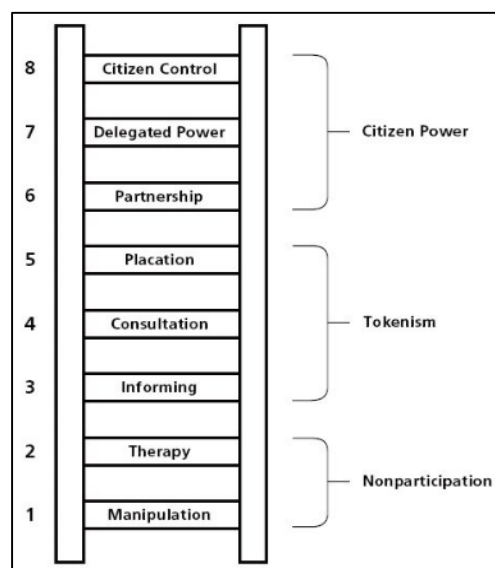 8 Citizen Control
7 Delegated Power
Citizen Power
6 Partnership
5 Placation
4 Consultation
Tokenism
3 Informing
2 Therapy
Nonparticipation
1 Manipulation